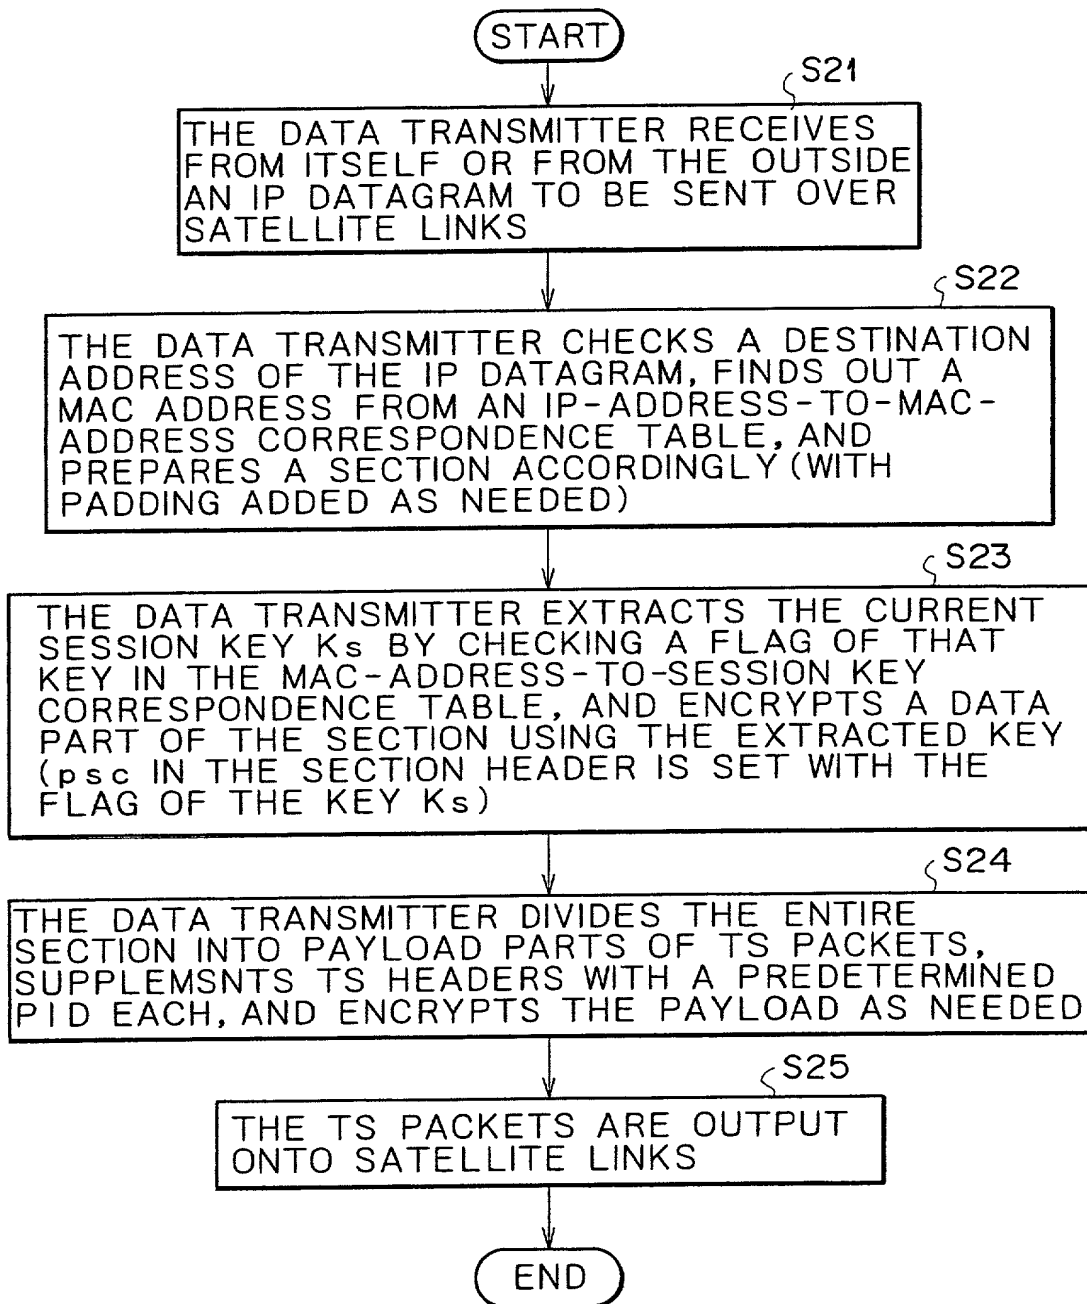 START
S21
THE DATA TRANSMITTER RECEIVES
FROM ITSELF OR FROM THE OUTSIDE
AN IP DATAGRAM TO BE SENT OVER
SATELLITE LINKS
S22
THE DATA TRANSMITTER CHECKS A DESTINATION
ADDRESS OF THE IP DATAGRAM, FINDS OUT A
MAC ADDRESS FROM AN IP-ADDRESS-TO-MAC-
ADDRESS CORRESPONDENCE TABLE, AND
PREPARES A SECTION ACCORDINGLY (WITH
PADDING ADDED AS NEEDED)
S23
THE DATA TRANSMITTER EXTRACTS THE CURRENT
SESSION KEY Ks BY CHECKING A FLAG OF THAT
KEY IN THE MAC-ADDRESS-TO-SESSION KEY
CORRESPONDENCE TABLE, AND ENCRYPTS A DATA
PART OF THE SECTION USING THE EXTRACTED KEY
(psc IN THE SECTION HEADER IS SET WITH THE
FLAG OF THE KEY Ks)
S24
THE DATA TRANSMITTER DIVIDES THE ENTIRE
SECTION INTO PAYLOAD PARTS OF TS PACKETS,
SUPPLEMSNTS TS HEADERS WITH A PREDETERMINED
PID EACH, AND ENCRYPTS THE PAYLOAD AS NEEDED
S25
THE TS PACKETS ARE OUTPUT
ONTO SATELLITE LINKS
END